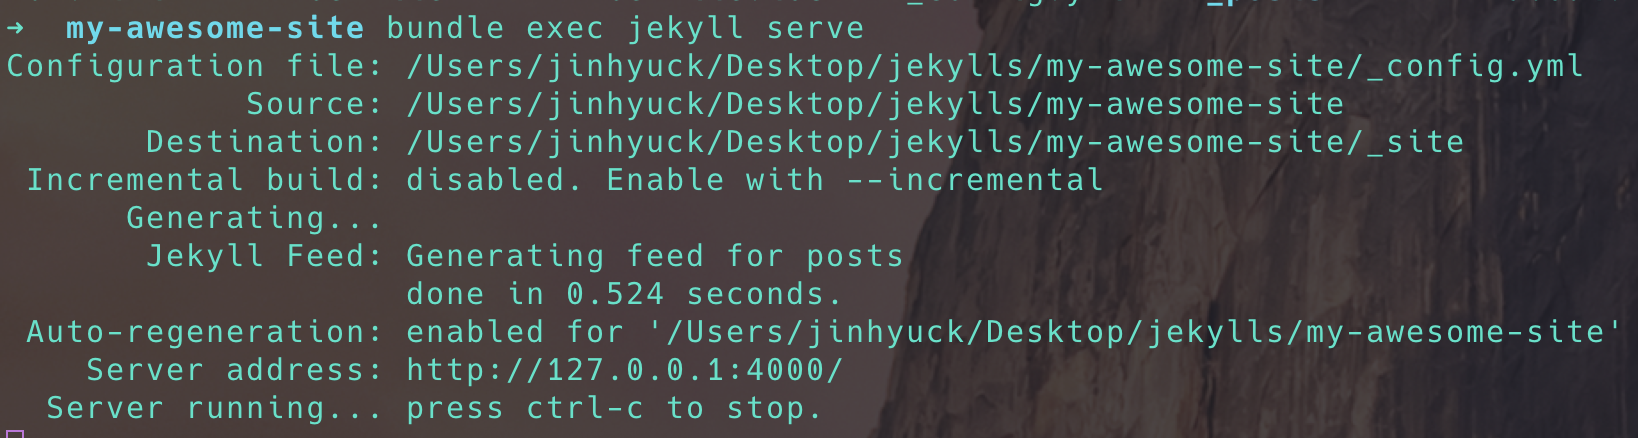 → my-awesome-site bundle exec jekyll serve
Configuration file: /Users/jinhyuck/Desktop/jekylls/my-awesome-site/_config.yml
Source: /Users/jinhyuck/Desktop/jekylls/my-awesome-site
Destination: /Users/jinhyuck/Desktop/jekylls/my-awesome-site/_site
Incremental build: disabled. Enable with --incremental
Generating...
Jekyll Feed: Generating feed for posts
done in 0.524 seconds.
Auto-regeneration: enabled for '/Users/jinhyuck/Desktop/jekylls/my-awesome-site'
Server address: http://127.0.0.1:4000/
Server running... press ctrl-c to stop.